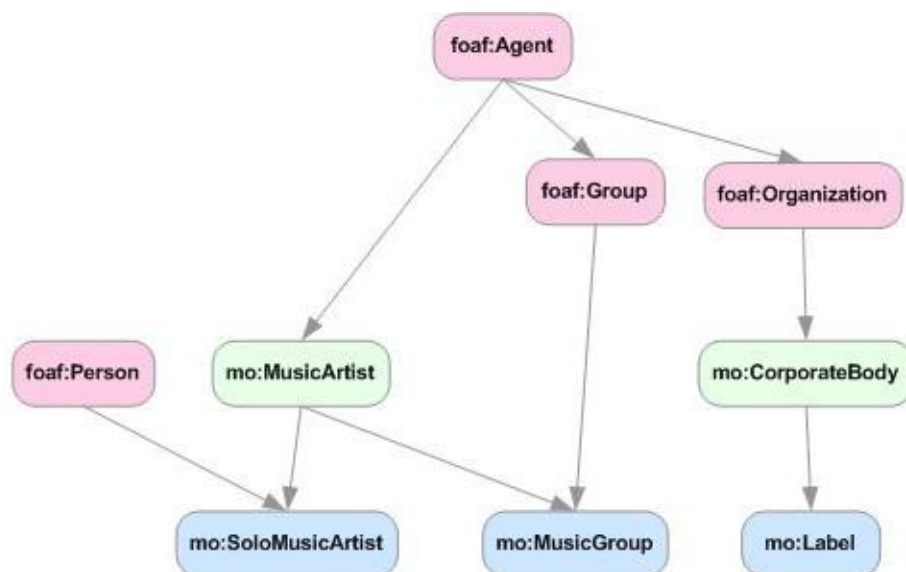 foaf:Agent
foaf:Group
foaf:Organization
foaf:Person
mo:MusicArtist
mo:CorporateBody
mo:SoloMusicArtist
mo:MusicGroup
mo:Label